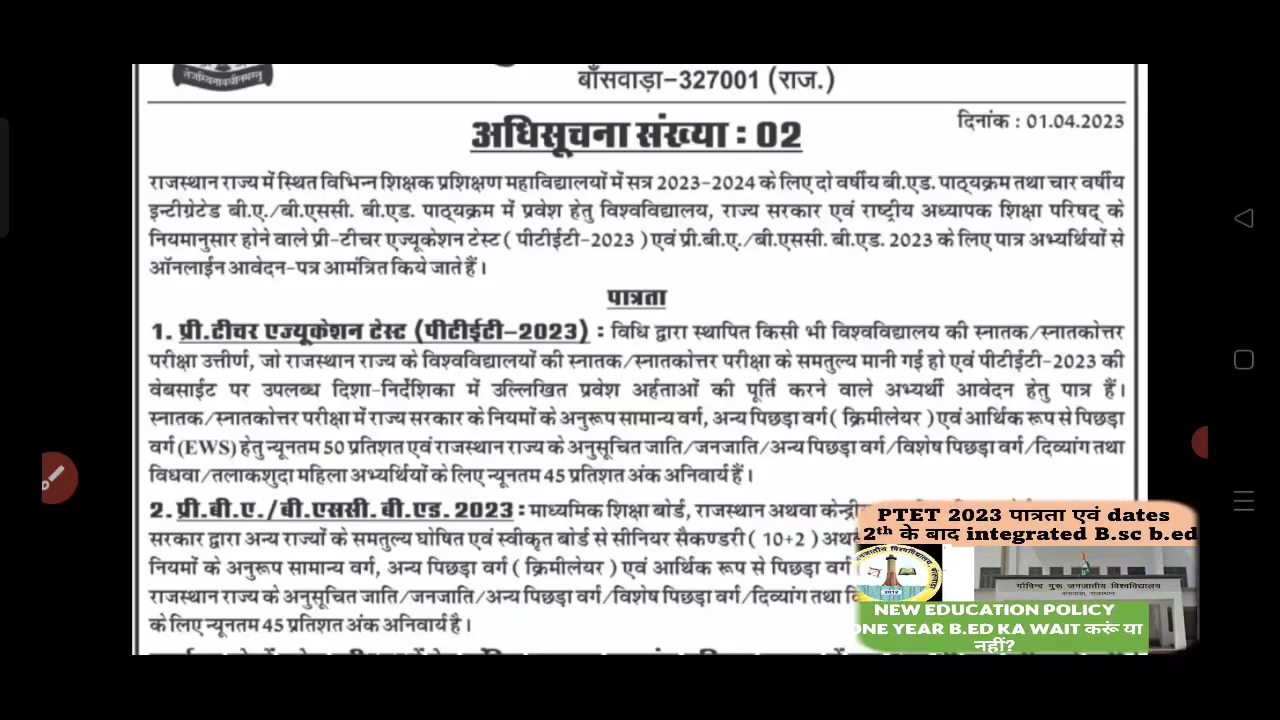 तेजस्विनावधीतमस्तु
बाँसवाड़ा-327001 (राज.)
अधिसूचना संख्या : 02
दिनांक : 01.04.2023
राजस्थान राज्य में स्थित विभिन्न शिक्षक प्रशिक्षण महाविद्यालयों में सत्र 2023-2024 के लिए दो वर्षीय बी.एड. पाठ्यक्रम तथा चार वर्षीय
इन्टीग्रेटेड बी.ए./बी.एससी. बी.एड. पाठ्यक्रम में प्रवेश हेतु विश्वविद्यालय, राज्य सरकार एवं राष्ट्रीय अध्यापक शिक्षा परिषद् के
नियमानुसार होने वाले प्री-टीचर एज्यूकेशन टेस्ट ( पीटीईटी-2023 ) एवं प्री.बी.ए./बी.एससी. बी.एड. 2023 के लिए पात्र अभ्यर्थियों से
ऑनलाईन आवेदन-पत्र आमंत्रित किये जाते हैं ।
पात्रता
1. प्री.टीचर एज्यूकेशन टेस्ट (पीटीईटी-2023) : विधि द्वारा स्थापित किसी भी विश्वविद्यालय की स्नातक/स्नातकोत्तर
परीक्षा उत्तीर्ण, जो राजस्थान राज्य के विश्वविद्यालयों की स्नातक/स्नातकोत्तर परीक्षा के समतुल्य मानी गई हो एवं पीटीईटी-2023 की
वेबसाईट पर उपलब्ध दिशा-निर्देशिका में उल्लिखित प्रवेश अर्हताओं की पूर्ति करने वाले अभ्यर्थी आवेदन हेतु पात्र हैं।
स्नातक/स्नातकोत्तर परीक्षा में राज्य सरकार के नियमों के अनुरूप सामान्य वर्ग, अन्य पिछड़ा वर्ग ( क्रिमीलेयर ) एवं आर्थिक रूप से पिछड़ा
वर्ग (EWS) हेतु न्यूनतम 50 प्रतिशत एवं राजस्थान राज्य के अनुसूचित जाति/जनजाति/अन्य पिछड़ा वर्ग/विशेष पिछड़ा वर्ग/दिव्यांग तथा
विधवा/तलाकशुदा महिला अभ्यर्थियों के लिए न्यूनतम 45 प्रतिशत अंक अनिवार्य हैं ।
2. प्री.बी.ए./बी.एससी.बी.एड.2023 : माध्यमिक शिक्षा बोर्ड, राजस्थान अथवा
सरकार द्वारा अन्य राज्यों के समतुल्य घोषित एवं स्वीकृत बोर्ड से सीनियर सैकण्डरी ( 10+2 )
नियमों के अनुरूप सामान्य वर्ग, अन्य पिछड़ा वर्ग ( क्रिमीलेयर ) एवं आर्थिक रूप से पिछड़ा वर्ग
राजस्थान राज्य के अनुसूचित जाति/जनजाति/अन्य पिछड़ा वर्ग/विशेष पिछड़ा वर्ग/दिव्यांग तथा
के लिए न्यूनतम 45 प्रतिशत अंक अनिवार्य है ।
PTET 2023 पात्रता एवं dates
2th के बाद integrated B.sc b.ed
2012
गोविन्द गुरु जनजातीय विश्वविद्यालय
बांसवाड़ा, राजस्थान
NEW EDUCATION POLICY
ONE YEAR B.ED KA WAIT करूं या
नहीं?